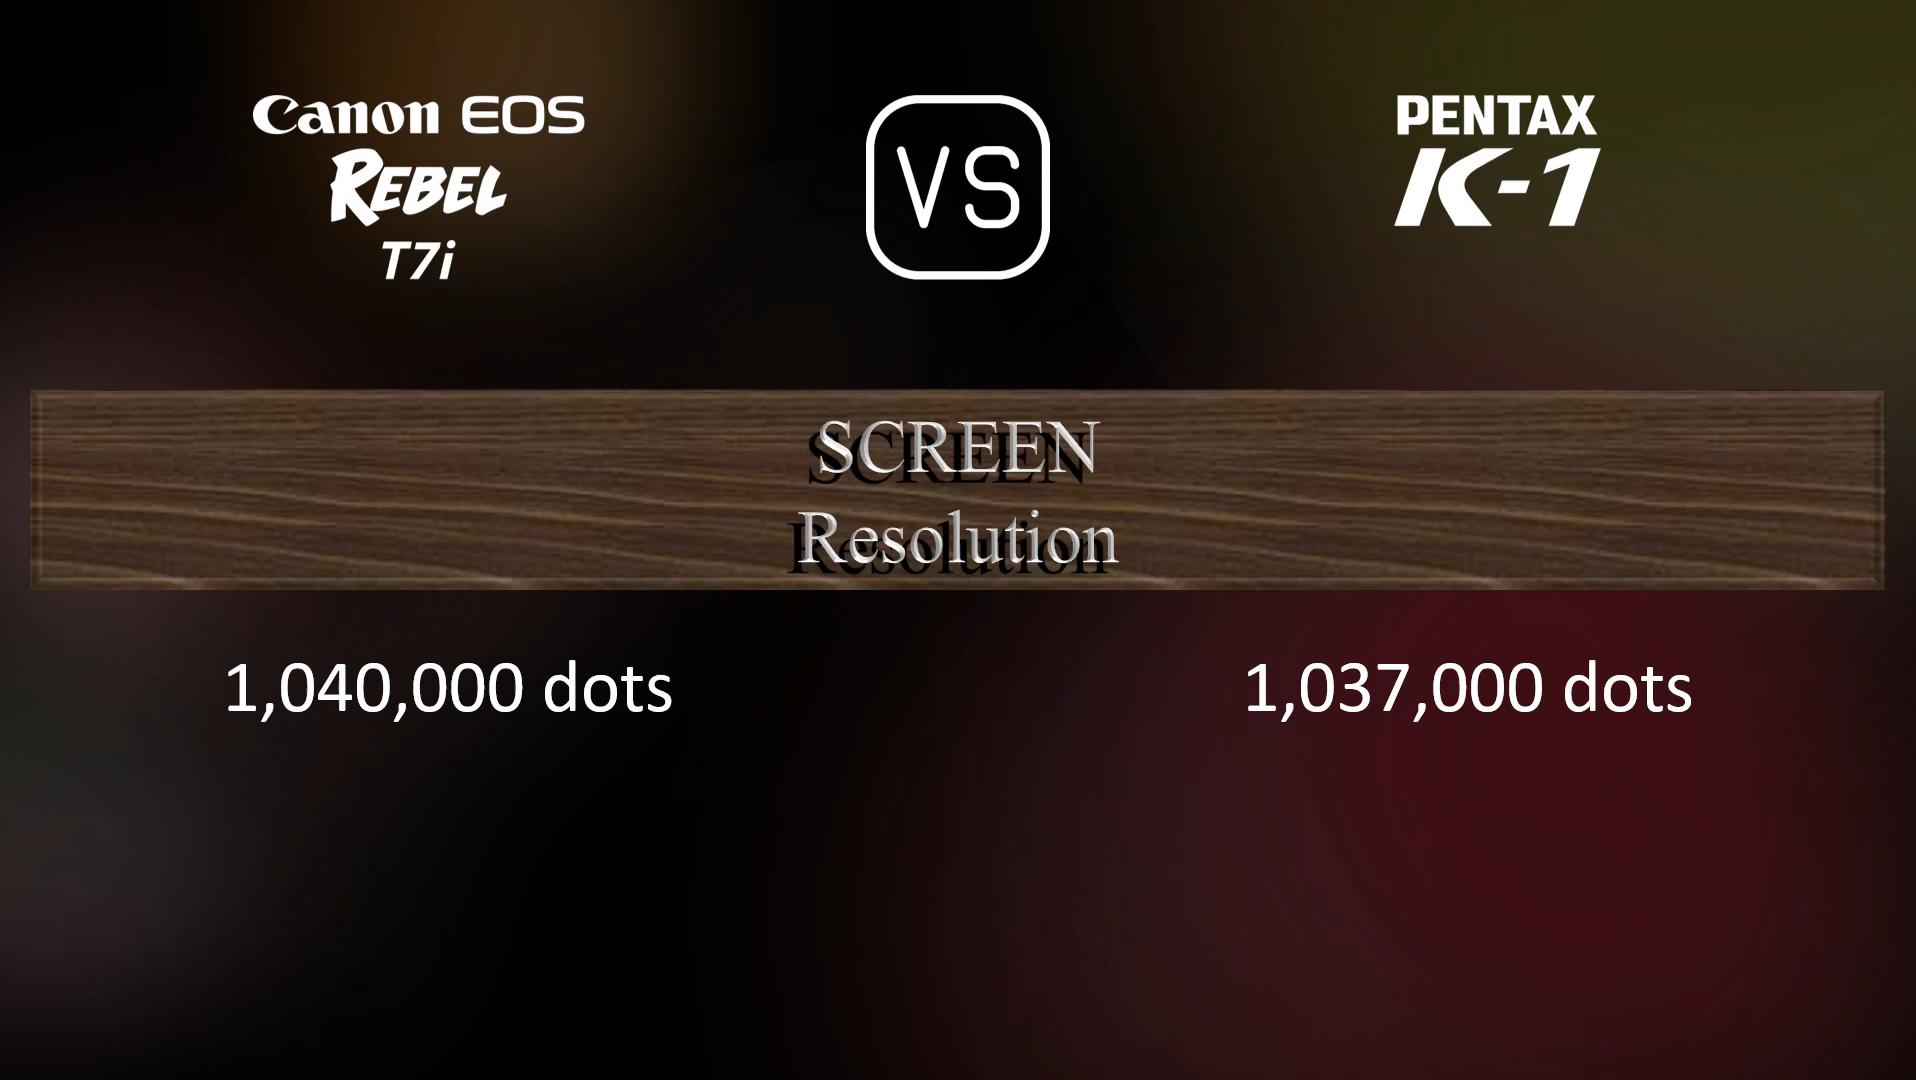 Canon EOS
REBEL
T7i
VS
PENTAX
K-1
SCREEN
Resolution
1,040,000 dots
1,037,000 dots